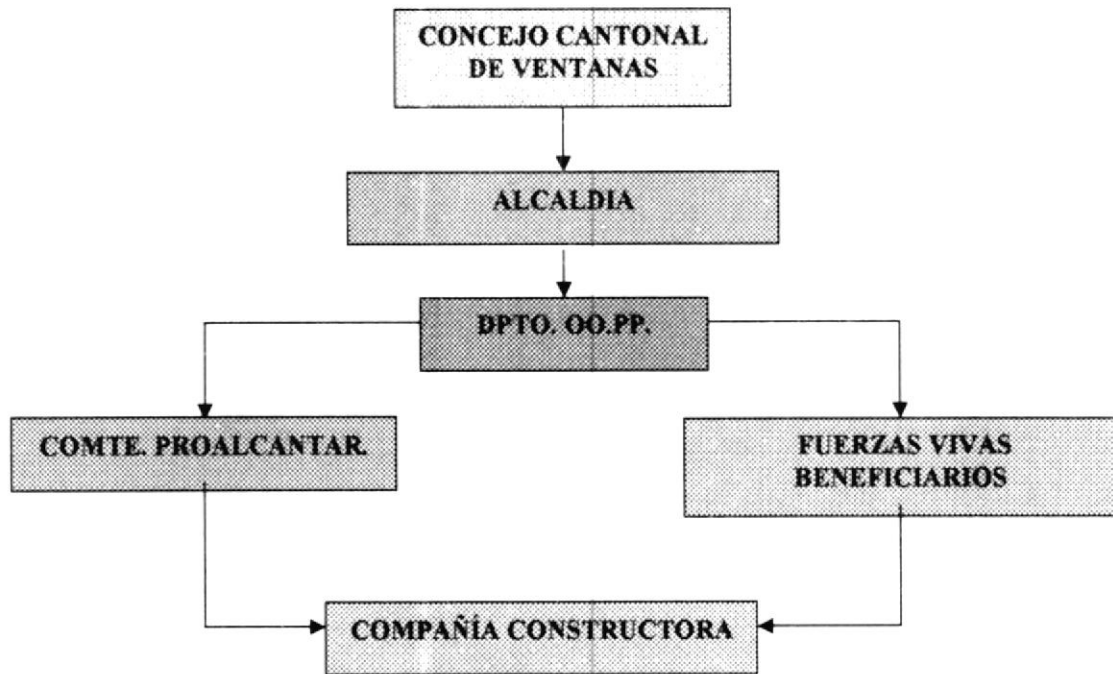 CONCEJO CANTONAL
DE VENTANAS
ALCALDIA
DPTO. OO.PP.
COMTE. PROALCANTAR.
FUERZAS VIVAS
BENEFICIARIOS
COMPAÑÍA CONSTRUCTORA